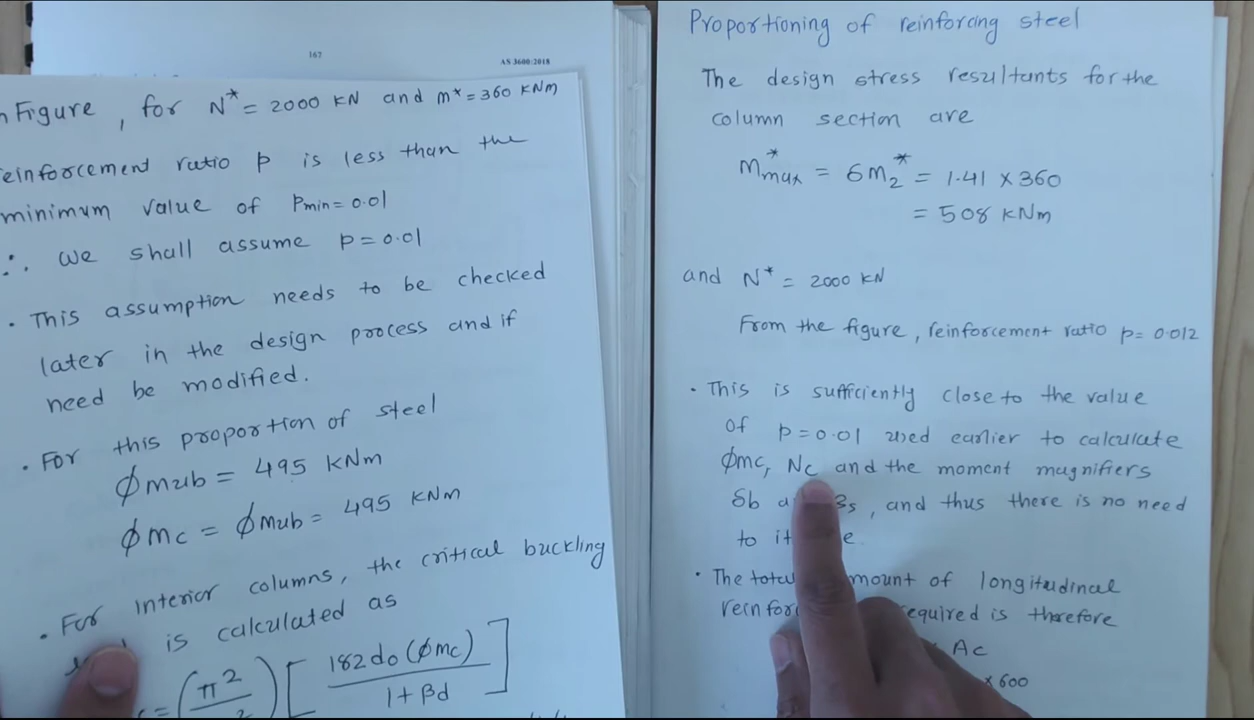 167
AS 3600:2018
Figure, for N* = 2000 KN and m* = 360 KNm
reinforcement ratio p is less than the
minimum value of Pmin = 0.01
∴ we shall assume p = 0.01
• This assumption needs to be checked
later in the design process and if
need be modified.
• For this proportion of steel
ϕMub = 495 KNm
ϕMc = ϕMub = 495 KNm
• For Interior columns, the critical buckling
is calculated as
= (π² [ 182do(ϕmc) / 1+βd ]
Proportioning of reinforcing steel
The design stress resultants for the
column section are
M*max = δM2* = 1.41 × 360
= 508 KNm
and N* = 2000 KN
From the figure, reinforcement ratio p = 0.012
• This is sufficiently close to the value
of p = 0.01 used earlier to calculate
ϕmc, Nc and the moment magnifiers
δb δs, and thus there is no need
to
• The total amount of longitudinal
required is therefore
Ac
× 600